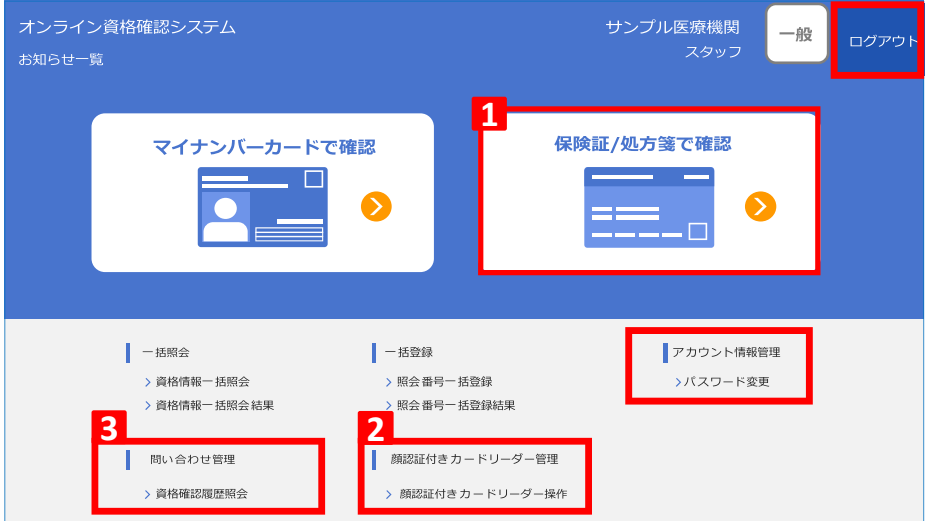 オンライン資格確認システム
サンプル医療機関
一般
ログアウト
お知らせ一覧
スタッフ
1
マイナンバーカードで確認
保険証/処方箋で確認
一括照会
一括登録
アカウント情報管理
資格情報一括照会
照会番号一括登録
パスワード変更
資格情報一括照会結果
照会番号一括登録結果
3
2
問い合わせ管理
顔認証付きカードリーダー管理
資格確認履歴照会
顔認証付きカードリーダー操作